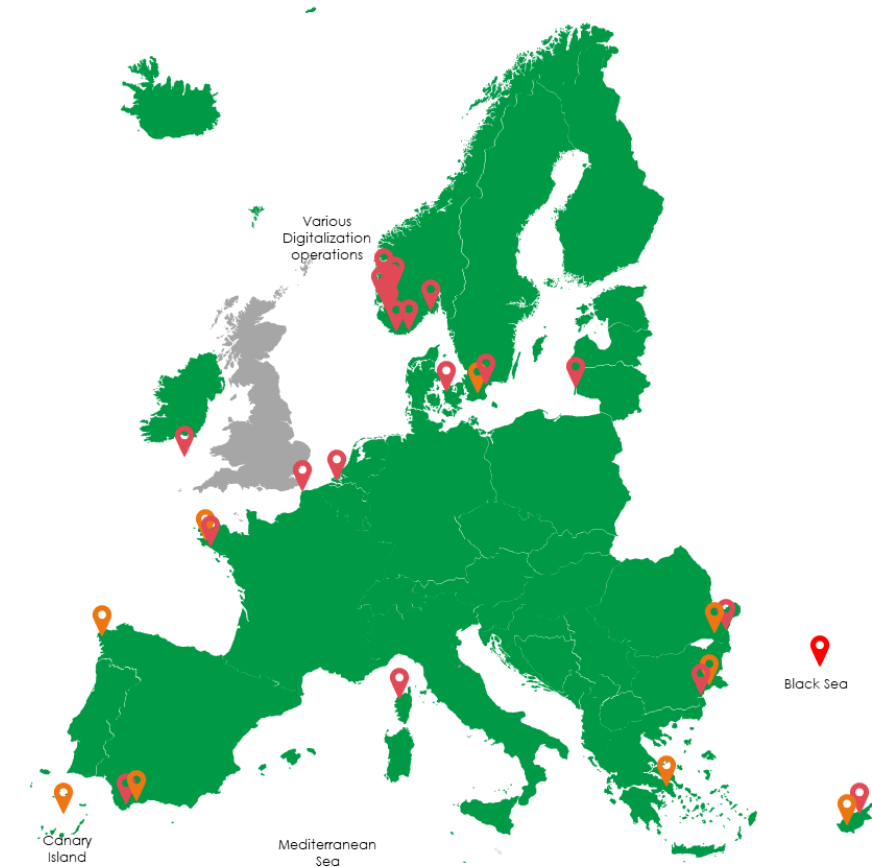 Various
Digitalization
operations
Black Sea
Canary
Island
Mediterranean
Sea